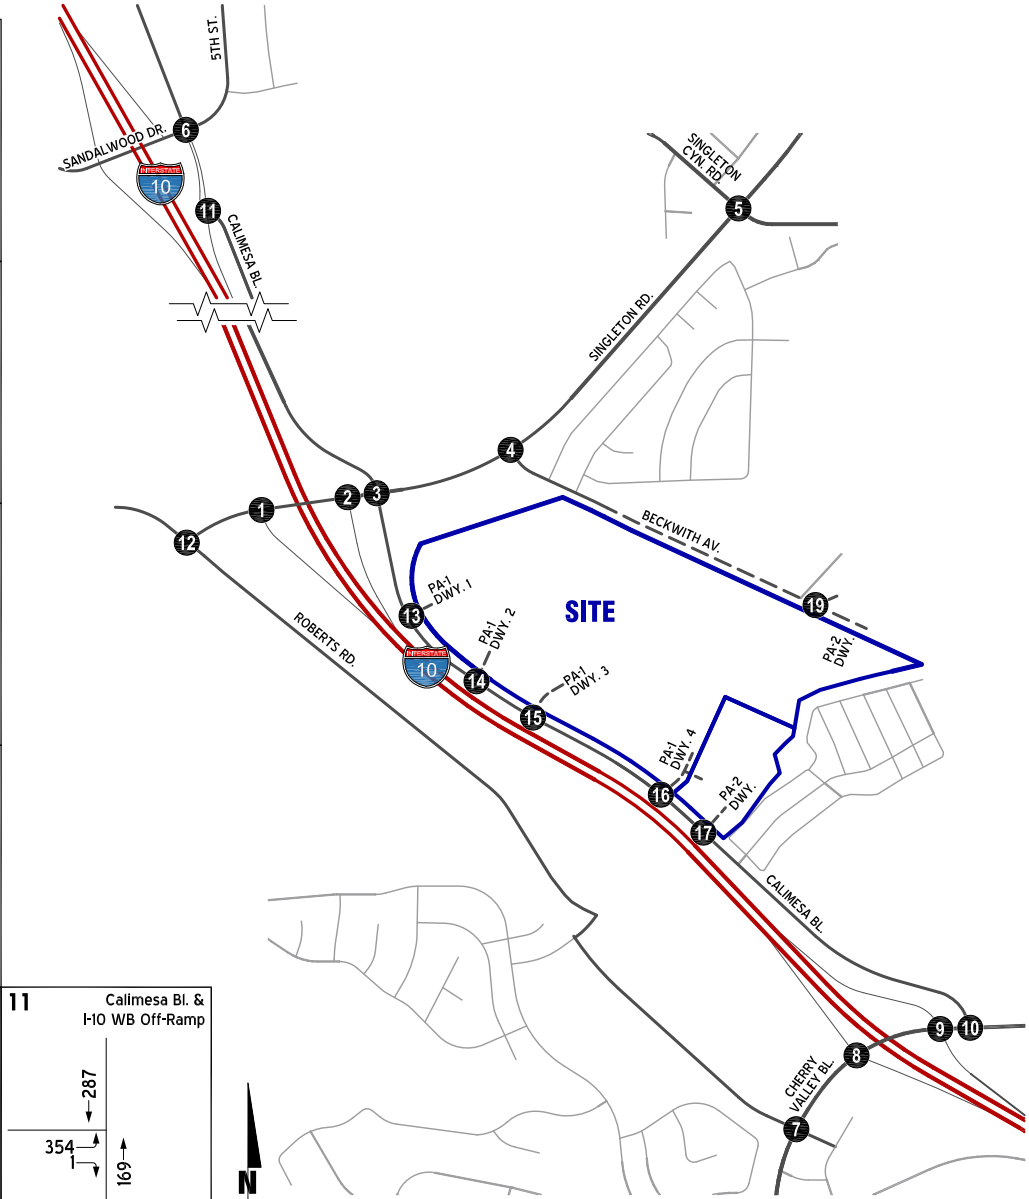 5TH ST.
6
SANDALWOOD DR.
INTERSTATE
10
11
CALIMESA BL.
SINGLETON
CYN. RD.
5
SINGLETON RD.
4
3
2
1
12
BECKWITH AV.
ROBERTS RD.
PA-1
DWY. 1
13
SITE
19
PA-1
DWY. 2
PA-2
DWY.
INTERSTATE
10
14
PA-1
DWY. 3
15
PA-1
DWY. 4
16
PA-2
DWY.
17
CALIMESA BL.
9
10
8
CHERRY
VALLEY BL.
7
11
Calimesa Bl. &
I-10 WB Off-Ramp
287
354
1
169
N